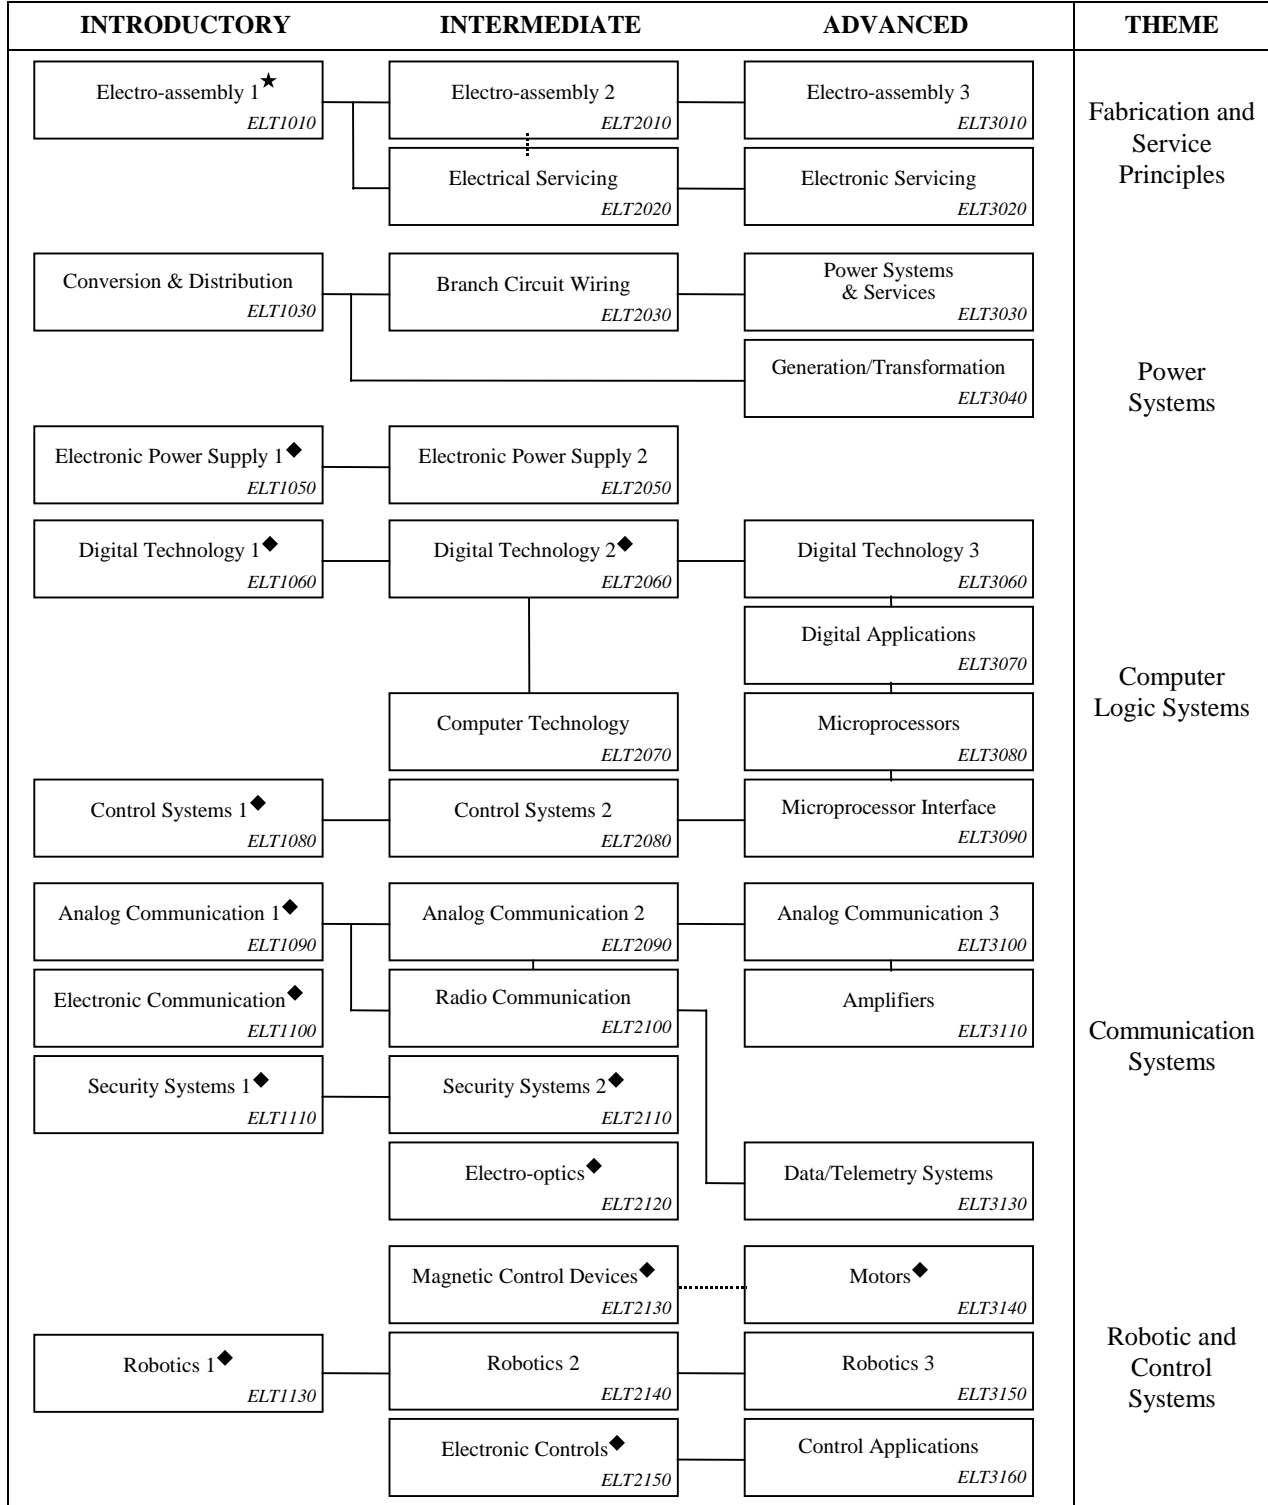 INTRODUCTORY INTERMEDIATE ADVANCED THEME
Electro-assembly 1★
ELT1010
Electro-assembly 2
ELT2010
Electro-assembly 3
ELT3010
Fabrication and
Service
Principles
Electrical Servicing
ELT2020
Electronic Servicing
ELT3020
Conversion & Distribution
ELT1030
Branch Circuit Wiring
ELT2030
Power Systems
& Services
ELT3030
Generation/Transformation
ELT3040
Power
Systems
Electronic Power Supply 1◆
ELT1050
Electronic Power Supply 2
ELT2050
Digital Technology 1◆
ELT1060
Digital Technology 2◆
ELT2060
Digital Technology 3
ELT3060
Digital Applications
ELT3070
Computer
Logic Systems
Computer Technology
ELT2070
Microprocessors
ELT3080
Control Systems 1◆
ELT1080
Control Systems 2
ELT2080
Microprocessor Interface
ELT3090
Analog Communication 1◆
ELT1090
Analog Communication 2
ELT2090
Analog Communication 3
ELT3100
Electronic Communication◆
ELT1100
Radio Communication
ELT2100
Amplifiers
ELT3110
Communication
Systems
Security Systems 1◆
ELT1110
Security Systems 2◆
ELT2110
Electro-optics◆
ELT2120
Data/Telemetry Systems
ELT3130
Magnetic Control Devices◆
ELT2130
Motors◆
ELT3140
Robotic and
Control
Systems
Robotics 1◆
ELT1130
Robotics 2
ELT2140
Robotics 3
ELT3150
Electronic Controls◆
ELT2150
Control Applications
ELT3160